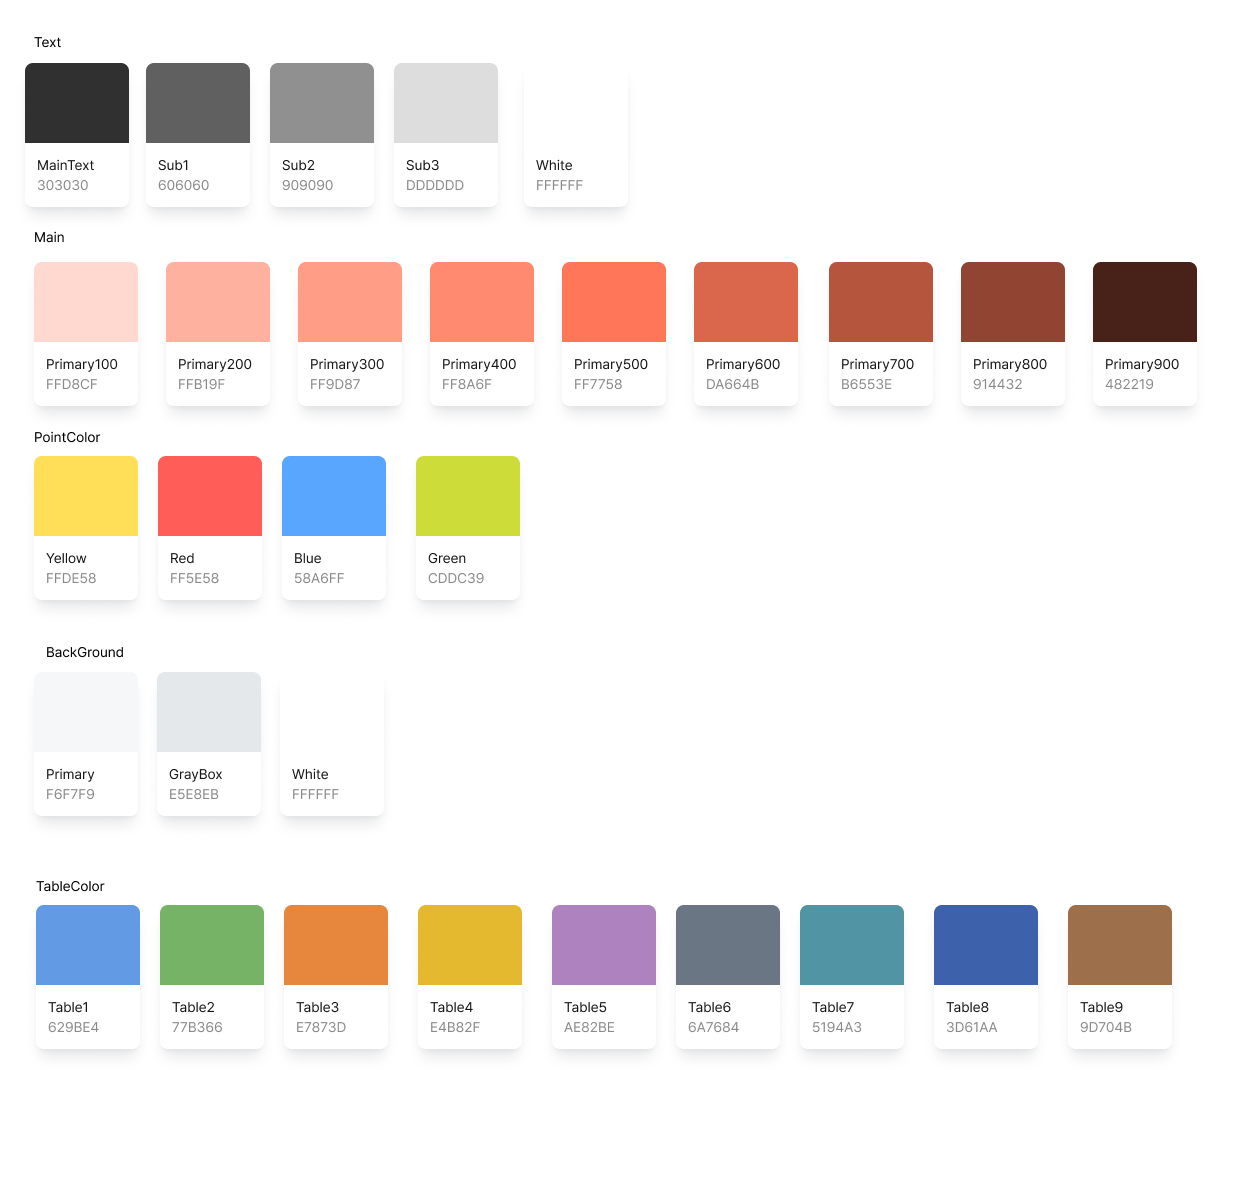 Text
MainText
303030
Sub1
606060
Sub2
909090
Sub3
DDDDDD
White
FFFFFF
Main
Primary100
FFD8CF
Primary200
FFB19F
Primary300
FF9D87
Primary400
FF8A6F
Primary500
FF7758
Primary600
DA664B
Primary700
B6553E
Primary800
914432
Primary900
482219
PointColor
Yellow
FFDE58
Red
FF5E58
Blue
58A6FF
Green
CDDC39
BackGround
Primary
F6F7F9
GrayBox
E5E8EB
White
FFFFFF
TableColor
Table1
629BE4
Table2
77B366
Table3
E7873D
Table4
E4B82F
Table5
AE82BE
Table6
6A7684
Table7
5194A3
Table8
3D61AA
Table9
9D704B